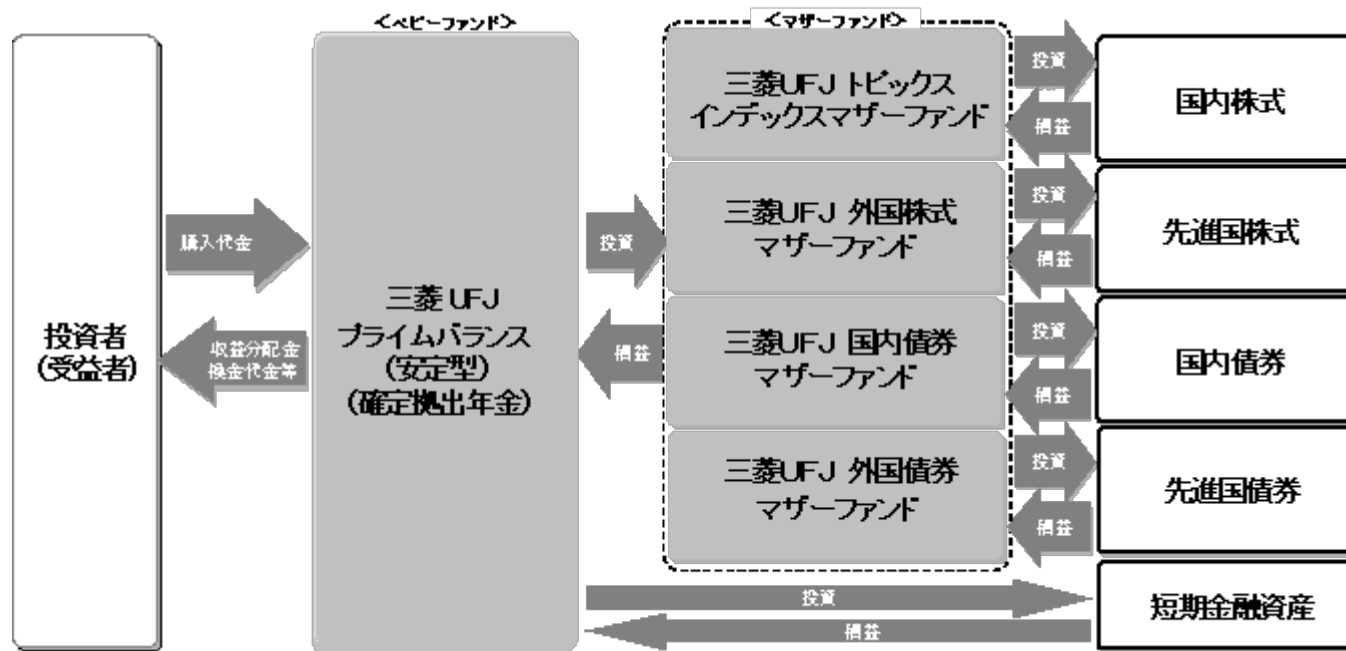 <ベビーファンド>
<マザーファンド>
投資者
(受益者)
購入代金
収益分配金
換金代金等
三菱UFJ
プライムバランス
(安定型)
(確定拠出年金)
投資
損益
三菱UFJ トピックス
インデックスマザーファンド
投資
損益
国内株式
三菱UFJ 外国株式
マザーファンド
投資
損益
先進国株式
三菱UFJ 国内債券
マザーファンド
投資
損益
国内債券
三菱UFJ 外国債券
マザーファンド
投資
損益
先進国債券
投資
損益
短期金融資産